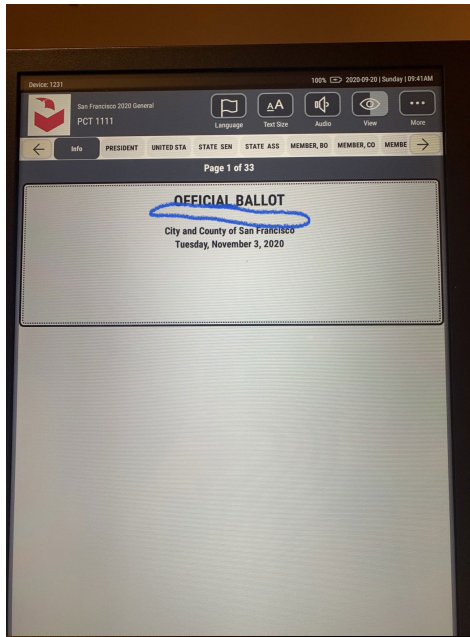 Device: 1231
100% 2020-09-20 | Sunday | 09:41AM
San Francisco 2020 General
PCT 1111
Language
AA
Text Size
Audio
View
More
Info
PRESIDENT
UNITED STA
STATE SEN
STATE ASS
MEMBER, BO
MEMBER, CO
MEMBE
Page 1 of 33
OFFICIAL BALLOT
City and County of San Francisco
Tuesday, November 3, 2020